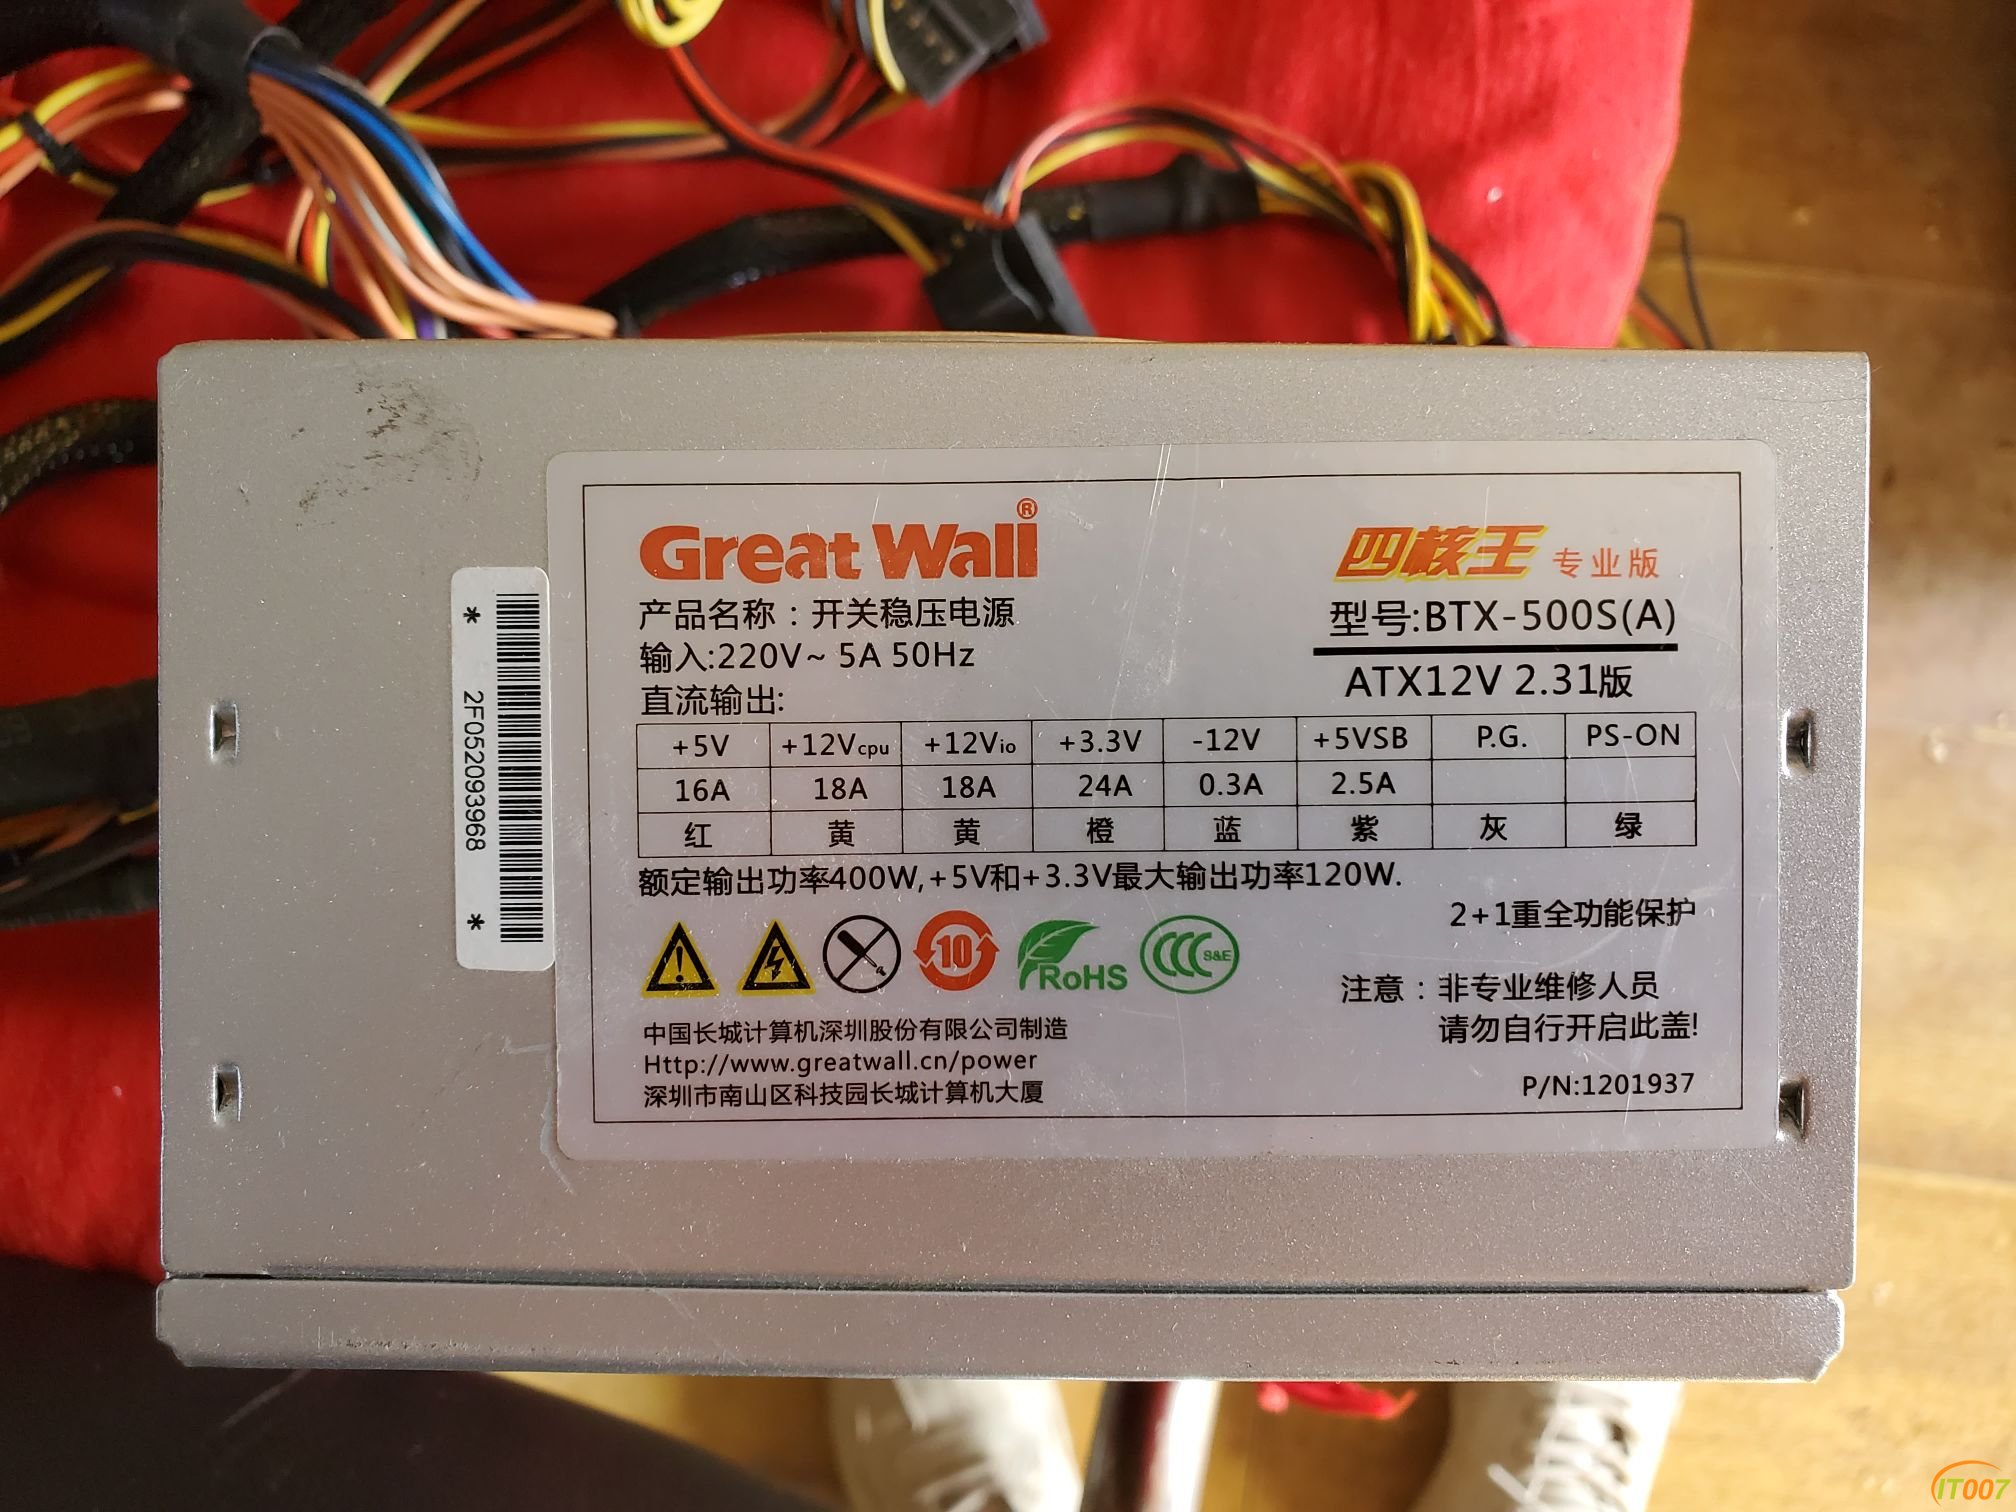 Great Wall®
四核王 专业版
产品名称：开关稳压电源
型号:BTX-500S(A)
输入:220V~ 5A 50Hz
ATX12V 2.31版
直流输出:
+5V +12Vcpu +12Vio +3.3V -12V +5VSB P.G. PS-ON
16A 18A 18A 24A 0.3A 2.5A
红 黄 黄 橙 蓝 紫 灰 绿
额定输出功率400W,+5V和+3.3V最大输出功率120W.
2+1重全功能保护
10
RoHS
CCC S&E
注意：非专业维修人员
请勿自行开启此盖!
中国长城计算机深圳股份有限公司制造
Http://www.greatwall.cn/power
深圳市南山区科技园长城计算机大厦
P/N:1201937
* 2F052093968 *
IT007